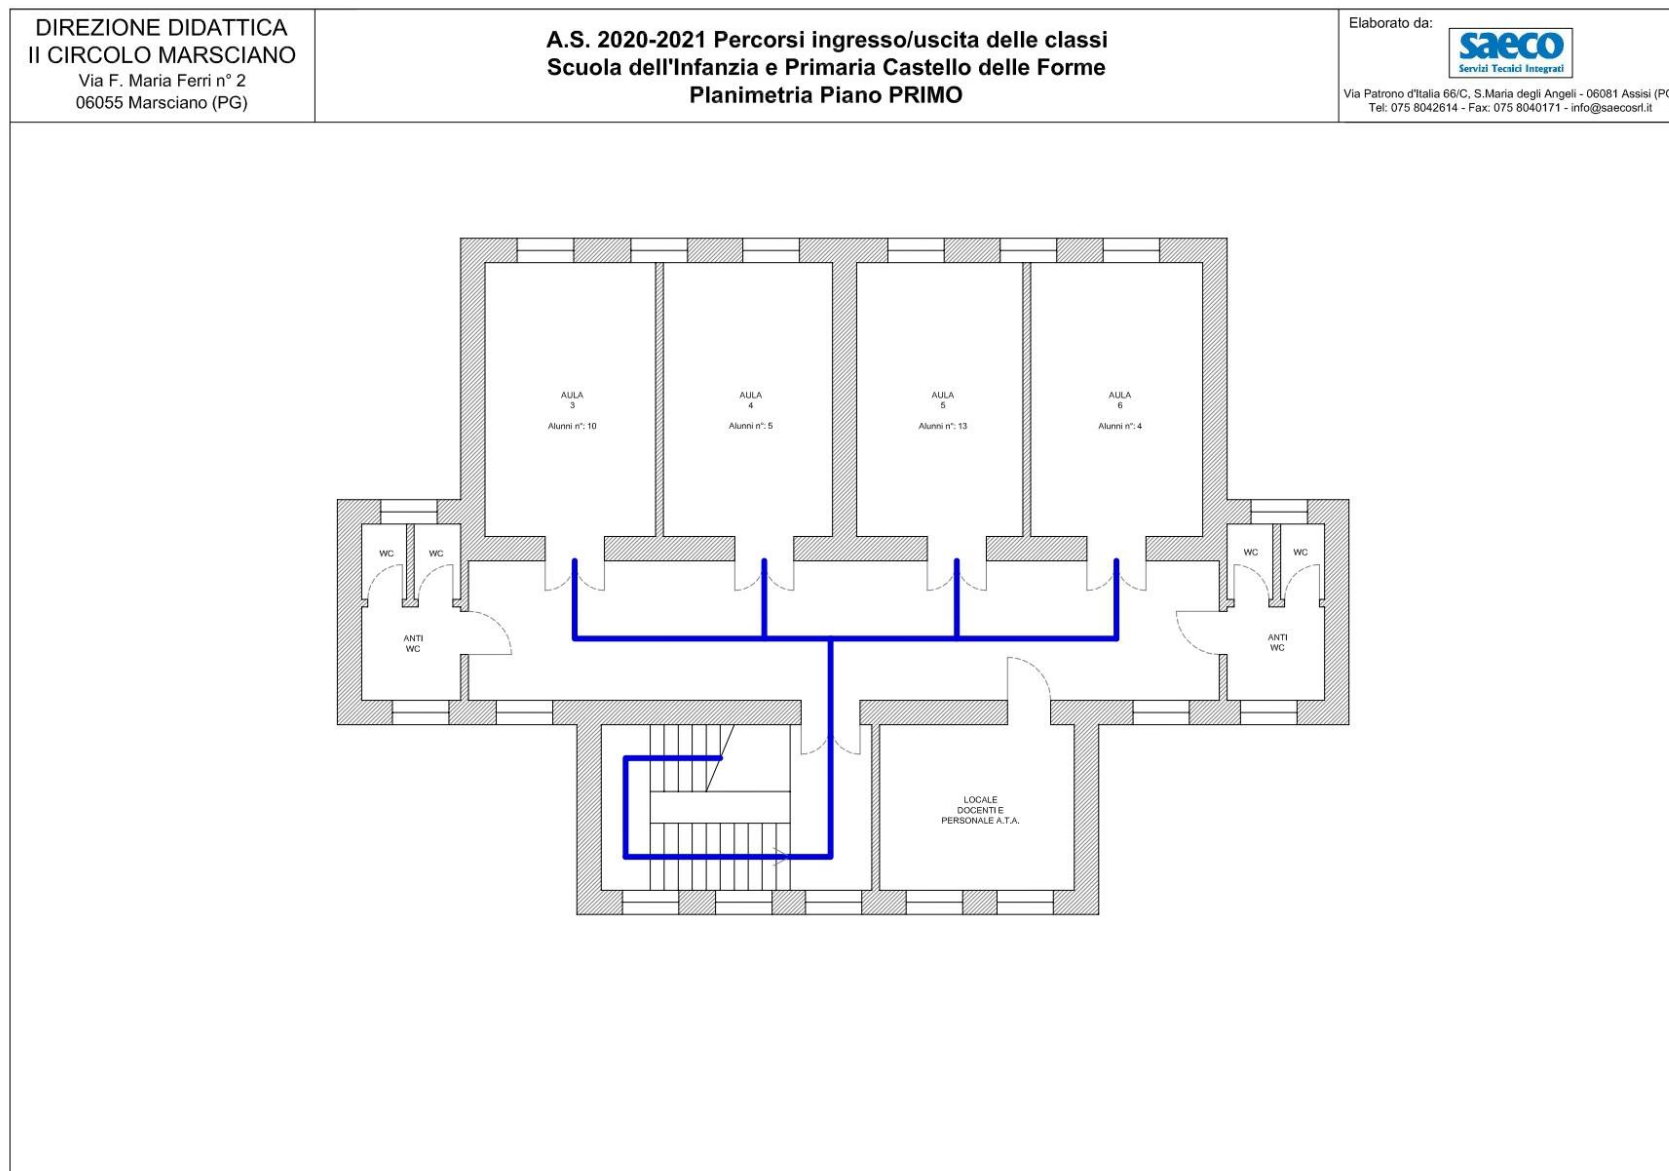 DIREZIONE DIDATTICA
II CIRCOLO MARSCIANO
Via F. Maria Ferri n° 2
06055 Marsciano (PG)
A.S. 2020-2021 Percorsi ingresso/uscita delle classi
Scuola dell'Infanzia e Primaria Castello delle Forme
Planimetria Piano PRIMO
Elaborato da:
saeco
Servizi Tecnici Integrati
Via Patrono d'Italia 66/C, S.Maria degli Angeli - 06081 Assisi (PG
Tel: 075 8042614 - Fax: 075 8040171 - info@saecosrl.it
AULA
3
Alunni n°: 10
AULA
4
Alunni n°: 5
AULA
5
Alunni n°: 13
AULA
6
Alunni n°: 4
WC
WC
WC
WC
ANTI
WC
ANTI
WC
LOCALE
DOCENTI E
PERSONALE A.T.A.